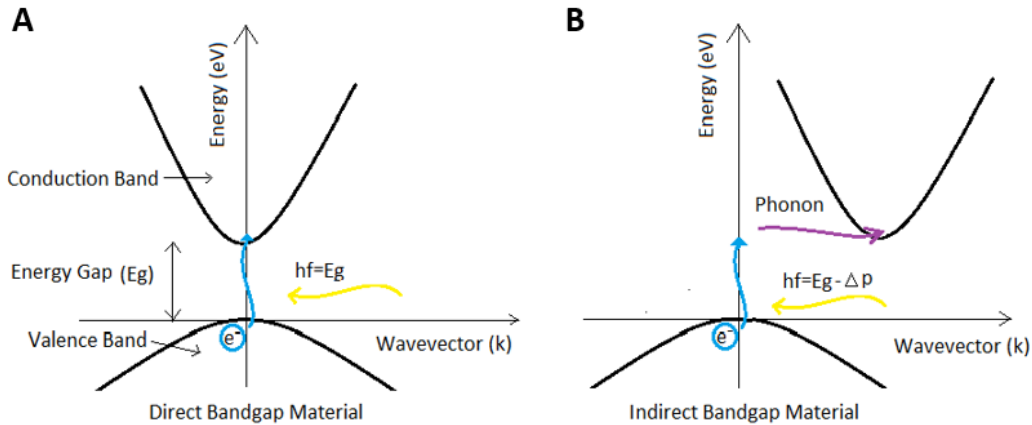 A
Energy (eV)
Conduction Band
Energy Gap (Eg)
hf=Eg
e-
Valence Band
Wavevector (k)
Direct Bandgap Material
B
Energy (eV)
Phonon
hf=Eg-Δp
e-
Wavevector (k)
Indirect Bandgap Material